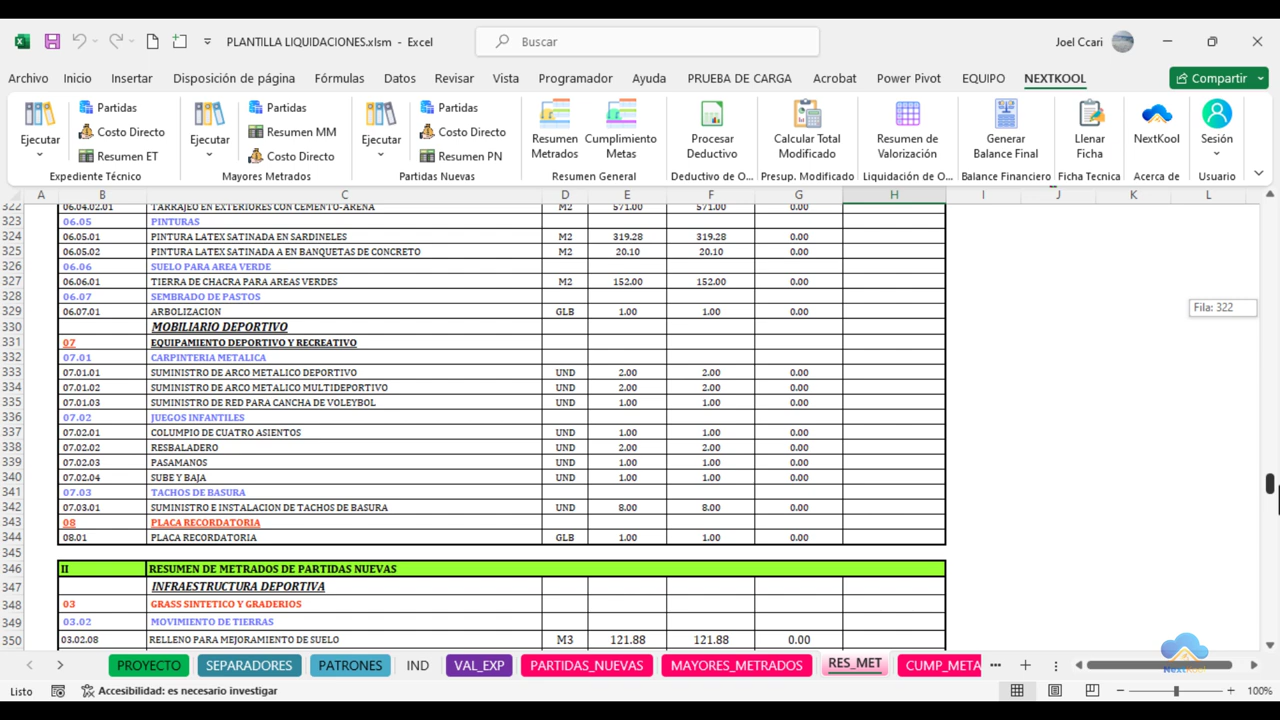 PLANTILLA LIQUIDACIONES.xlsm - Excel
Buscar
Joel Ccari
Archivo Inicio Insertar Disposición de página Fórmulas Datos Revisar Vista Programador Ayuda PRUEBA DE CARGA Acrobat Power Pivot EQUIPO NEXTKOOL Compartir
Ejecutar Partidas Costo Directo Resumen ET
Expediente Técnico
Ejecutar Partidas Resumen MM Costo Directo
Mayores Metrados
Ejecutar Partidas Costo Directo Resumen PN
Partidas Nuevas
Resumen Metrados Cumplimiento Metas
Resumen General
Procesar Deductivo
Deductivo de O...
Calcular Total Modificado
Presup. Modificado
Resumen de Valorización
Liquidación de O...
Generar Balance Final
Balance Financiero
Llenar Ficha
Ficha Tecnica
NextKool
Acerca de
Sesión
Usuario
A B C D E F G H I J K L
322 06.04.02.01 TARRAJEO EN EXTERIORES CON CEMENTO-ARENA M2 571.00 571.00 0.00
323 06.05 PINTURAS
324 06.05.01 PINTURA LATEX SATINADA EN SARDINELES M2 319.28 319.28 0.00
325 06.05.02 PINTURA LATEX SATINADA A EN BANQUETAS DE CONCRETO M2 20.10 20.10 0.00
326 06.06 SUELO PARA AREA VERDE
327 06.06.01 TIERRA DE CHACRA PARA AREAS VERDES M2 152.00 152.00 0.00
328 06.07 SEMBRADO DE PASTOS
329 06.07.01 ARBOLIZACION GLB 1.00 1.00 0.00
Fila: 322
330 MOBILIARIO DEPORTIVO
331 07 EQUIPAMIENTO DEPORTIVO Y RECREATIVO
332 07.01 CARPINTERIA METALICA
333 07.01.01 SUMINISTRO DE ARCO METALICO DEPORTIVO UND 2.00 2.00 0.00
334 07.01.02 SUMINISTRO DE ARCO METALICO MULTIDEPORTIVO UND 2.00 2.00 0.00
335 07.01.03 SUMINISTRO DE RED PARA CANCHA DE VOLEYBOL UND 1.00 1.00 0.00
336 07.02 JUEGOS INFANTILES
337 07.02.01 COLUMPIO DE CUATRO ASIENTOS UND 1.00 1.00 0.00
338 07.02.02 RESBALADERO UND 2.00 2.00 0.00
339 07.02.03 PASAMANOS UND 1.00 1.00 0.00
340 07.02.04 SUBE Y BAJA UND 1.00 1.00 0.00
341 07.03 TACHOS DE BASURA
342 07.03.01 SUMINISTRO E INSTALACION DE TACHOS DE BASURA UND 8.00 8.00 0.00
343 08 PLACA RECORDATORIA
344 08.01 PLACA RECORDATORIA GLB 1.00 1.00 0.00
345
346 II RESUMEN DE METRADOS DE PARTIDAS NUEVAS
347 INFRAESTRUCTURA DEPORTIVA
348 03 GRASS SINTETICO Y GRADERIOS
349 03.02 MOVIMIENTO DE TIERRAS
350 03.02.08 RELLENO PARA MEJORAMIENTO DE SUELO M3 121.88 121.88 0.00
PROYECTO SEPARADORES PATRONES IND VAL_EXP PARTIDAS_NUEVAS MAYORES_METRADOS RES_MET CUMP_META
NextKool
Listo Accesibilidad: es necesario investigar 100%